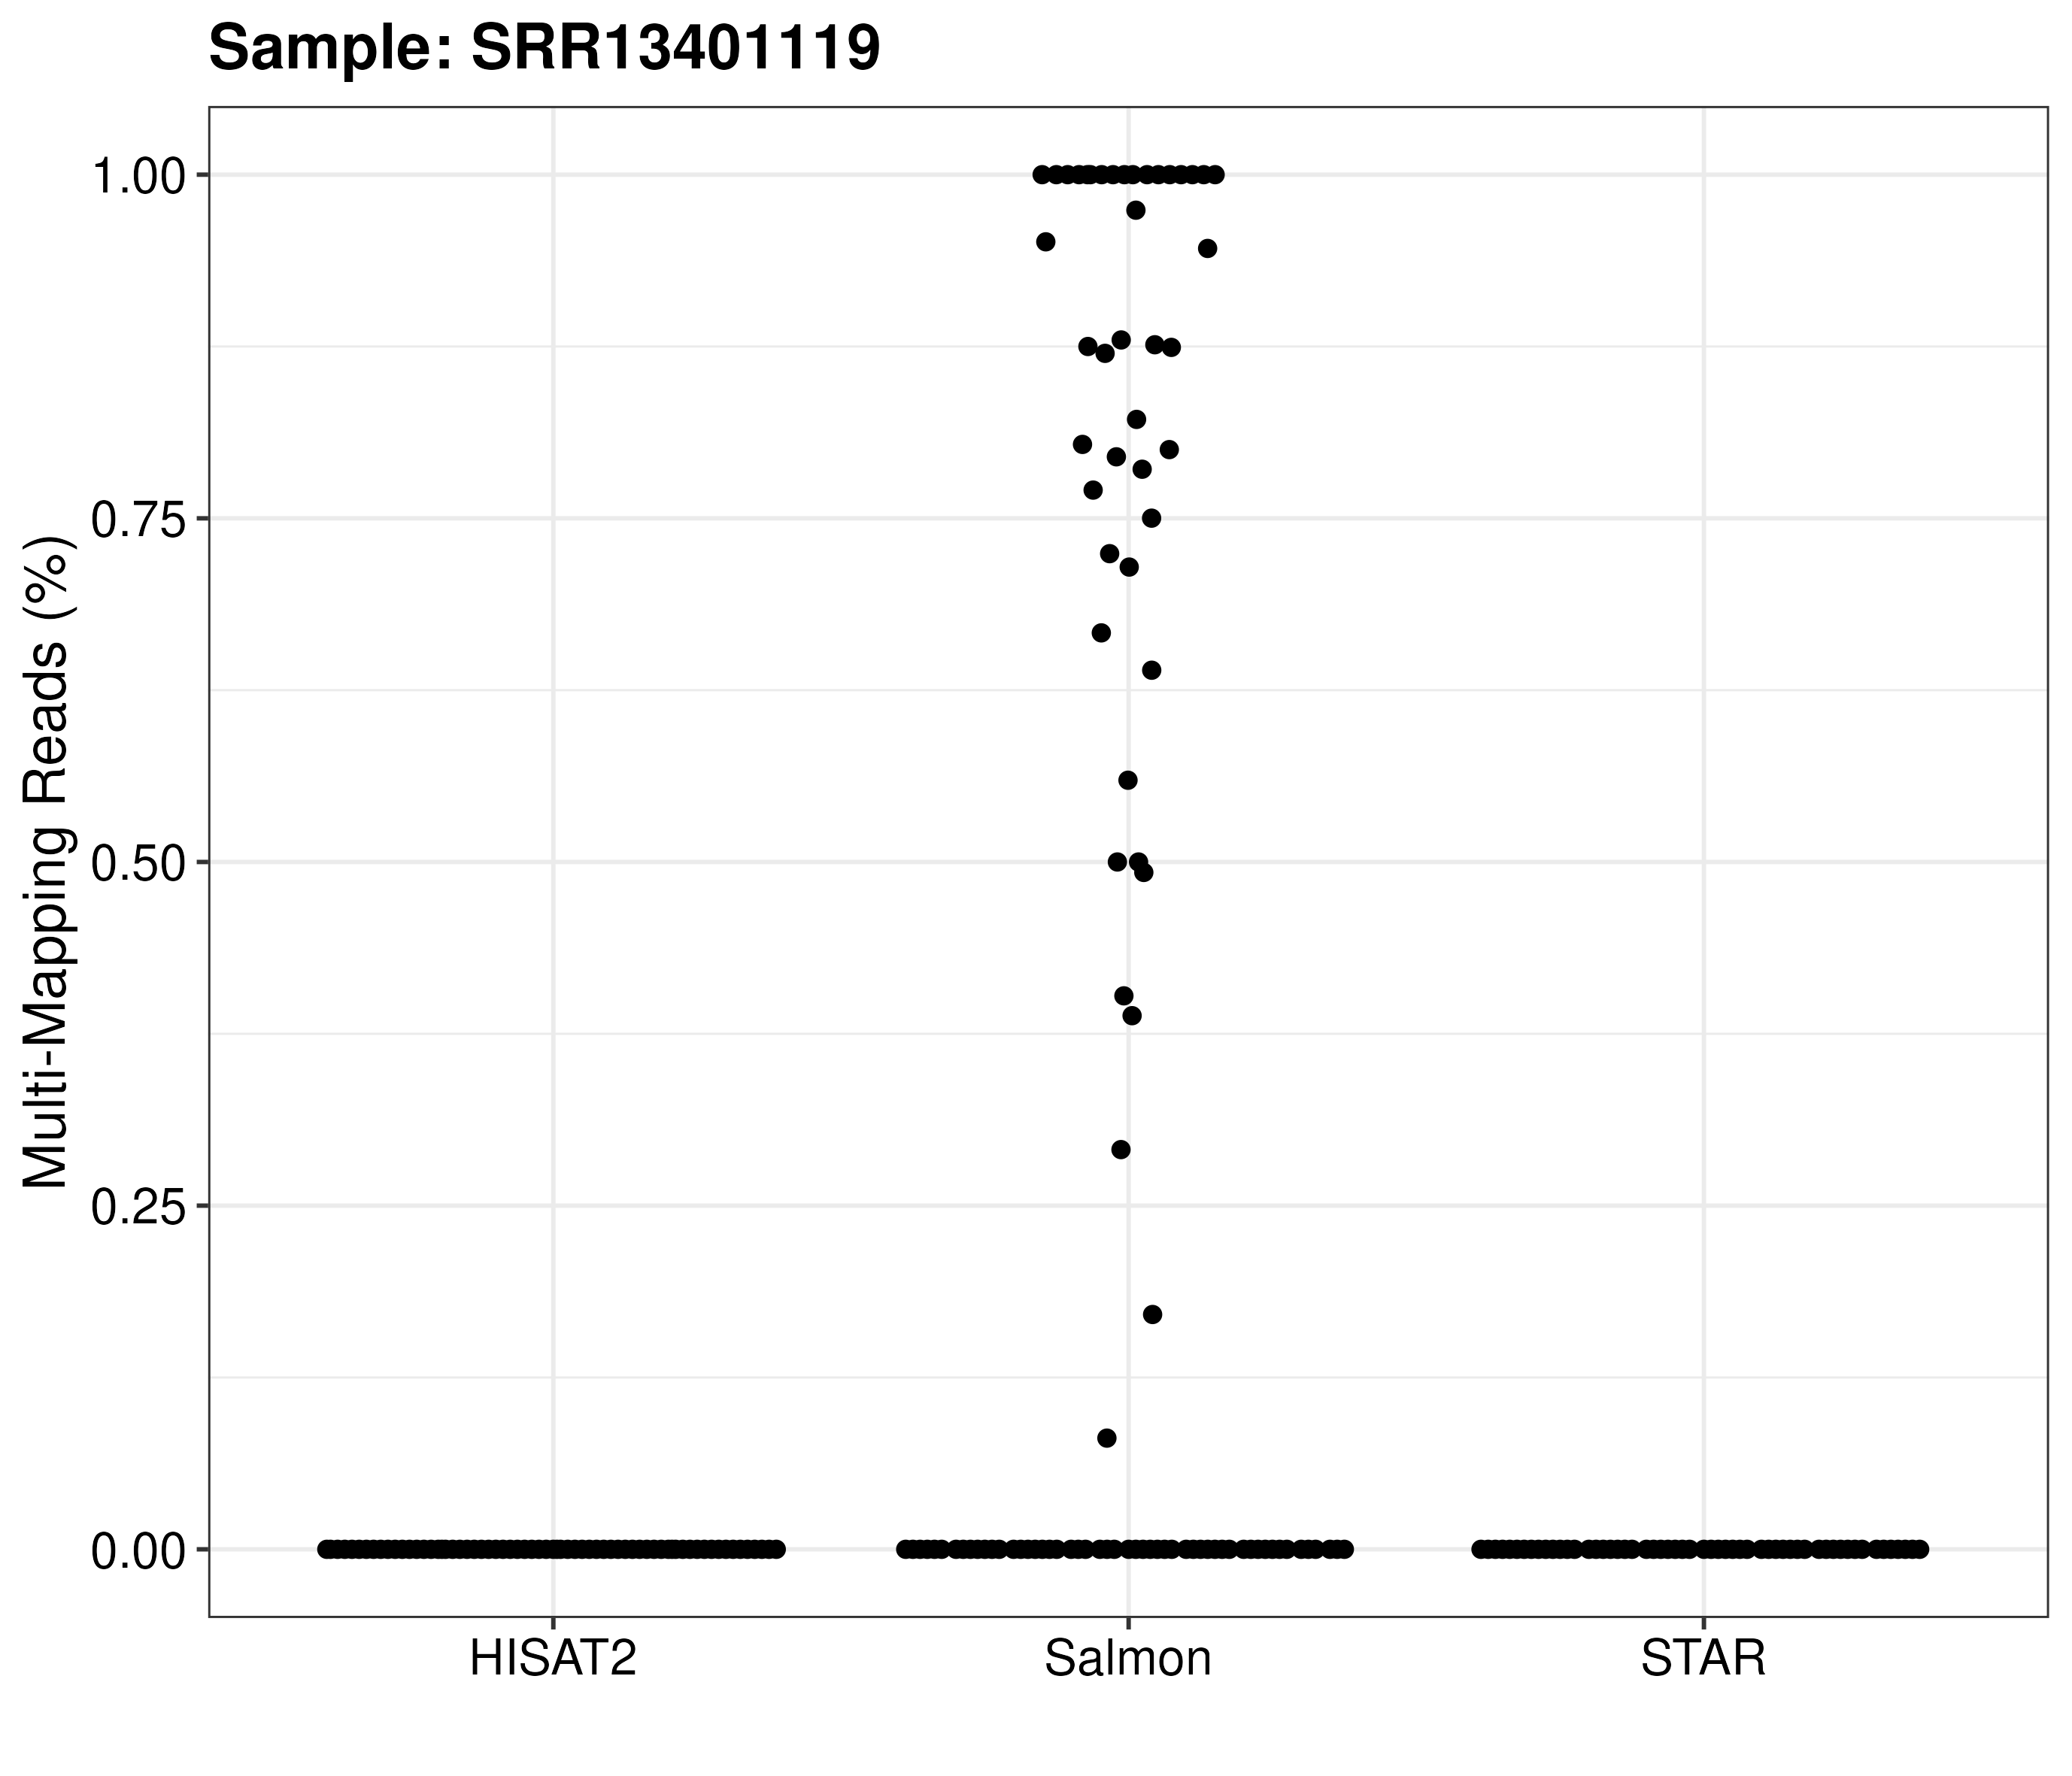 Sample: SRR13401119
Multi-Mapping Reads (%)
1.00
0.75
0.50
0.25
0.00
HISAT2
Salmon
STAR